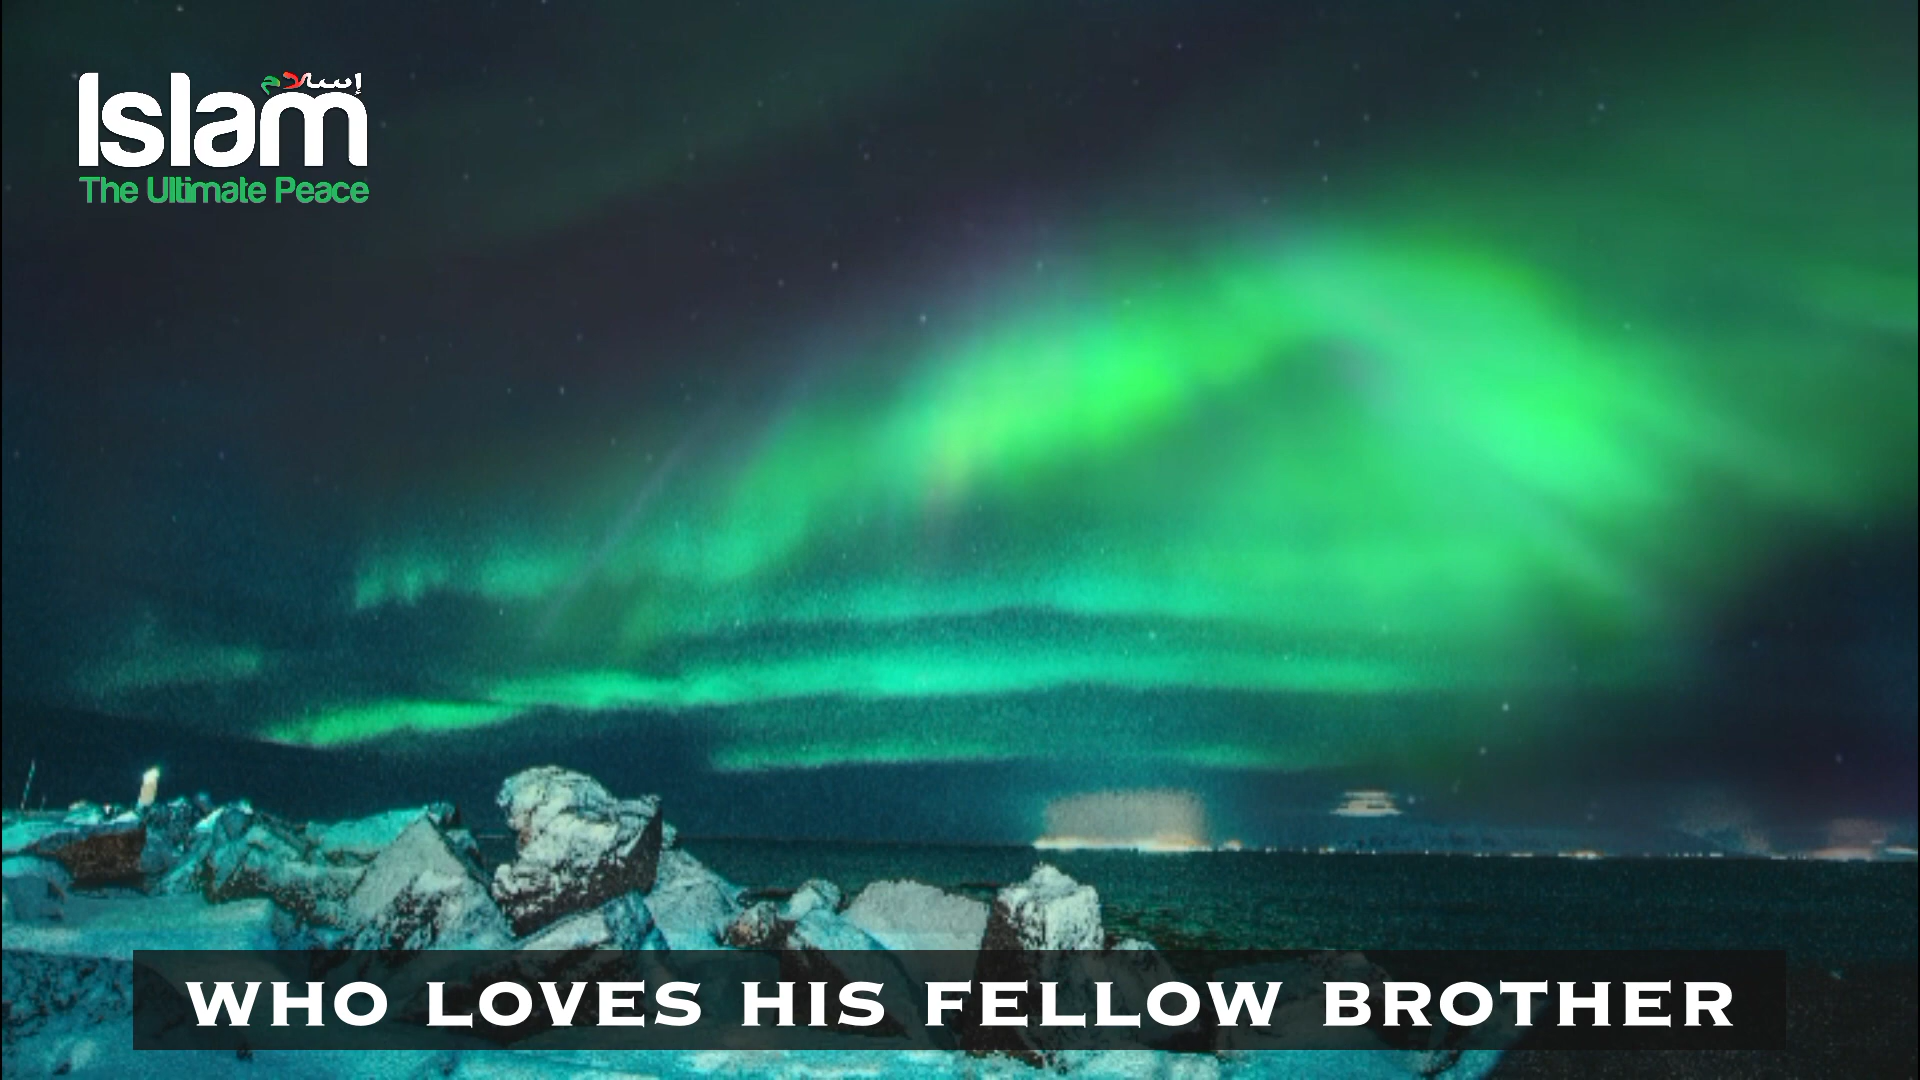 إسلام
Islam
The Ultimate Peace
WHO LOVES HIS FELLOW BROTHER